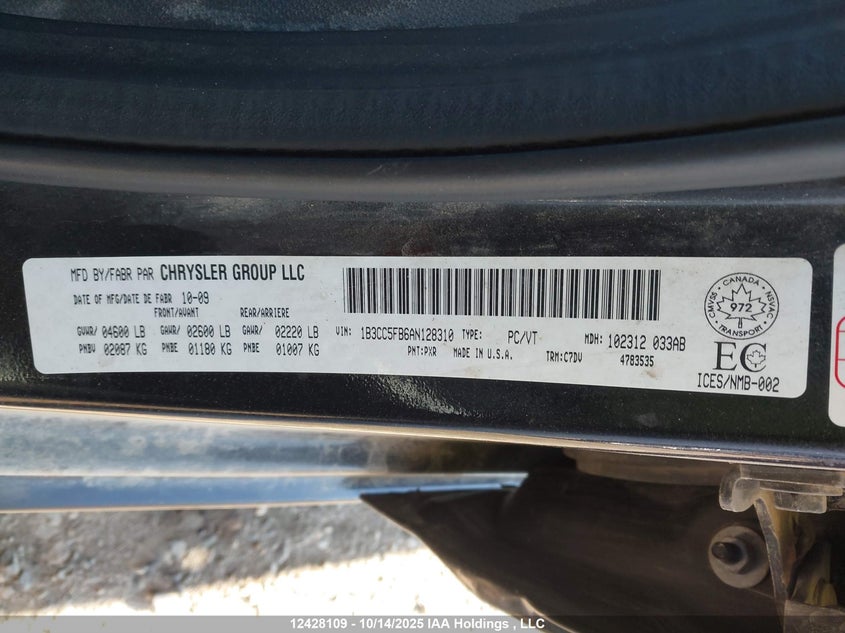 MFD BY/FABR PAR CHRYSLER GROUP LLC
DATE OF MFG/DATE DE FABR 10-09
FRONT/AVANT REAR/ARRIERE
GVWR/ 04600 LB GAWR/ 02600 LB GAWR/ 02220 LB
PNBV 02087 KG PNBE 01180 KG PNBE 01007 KG
VIN: 1B3CC5FB6AN128310 TYPE: PC/VT MDH: 102312 033AB
PNT: PXR MADE IN U.S.A. TRM:C7DV 4783535
CANADA
CMVSS 972 NSVAC
TRANSPORT
EC
ICES/NMB-002
12428109 - 10/14/2025 IAA Holdings , LLC